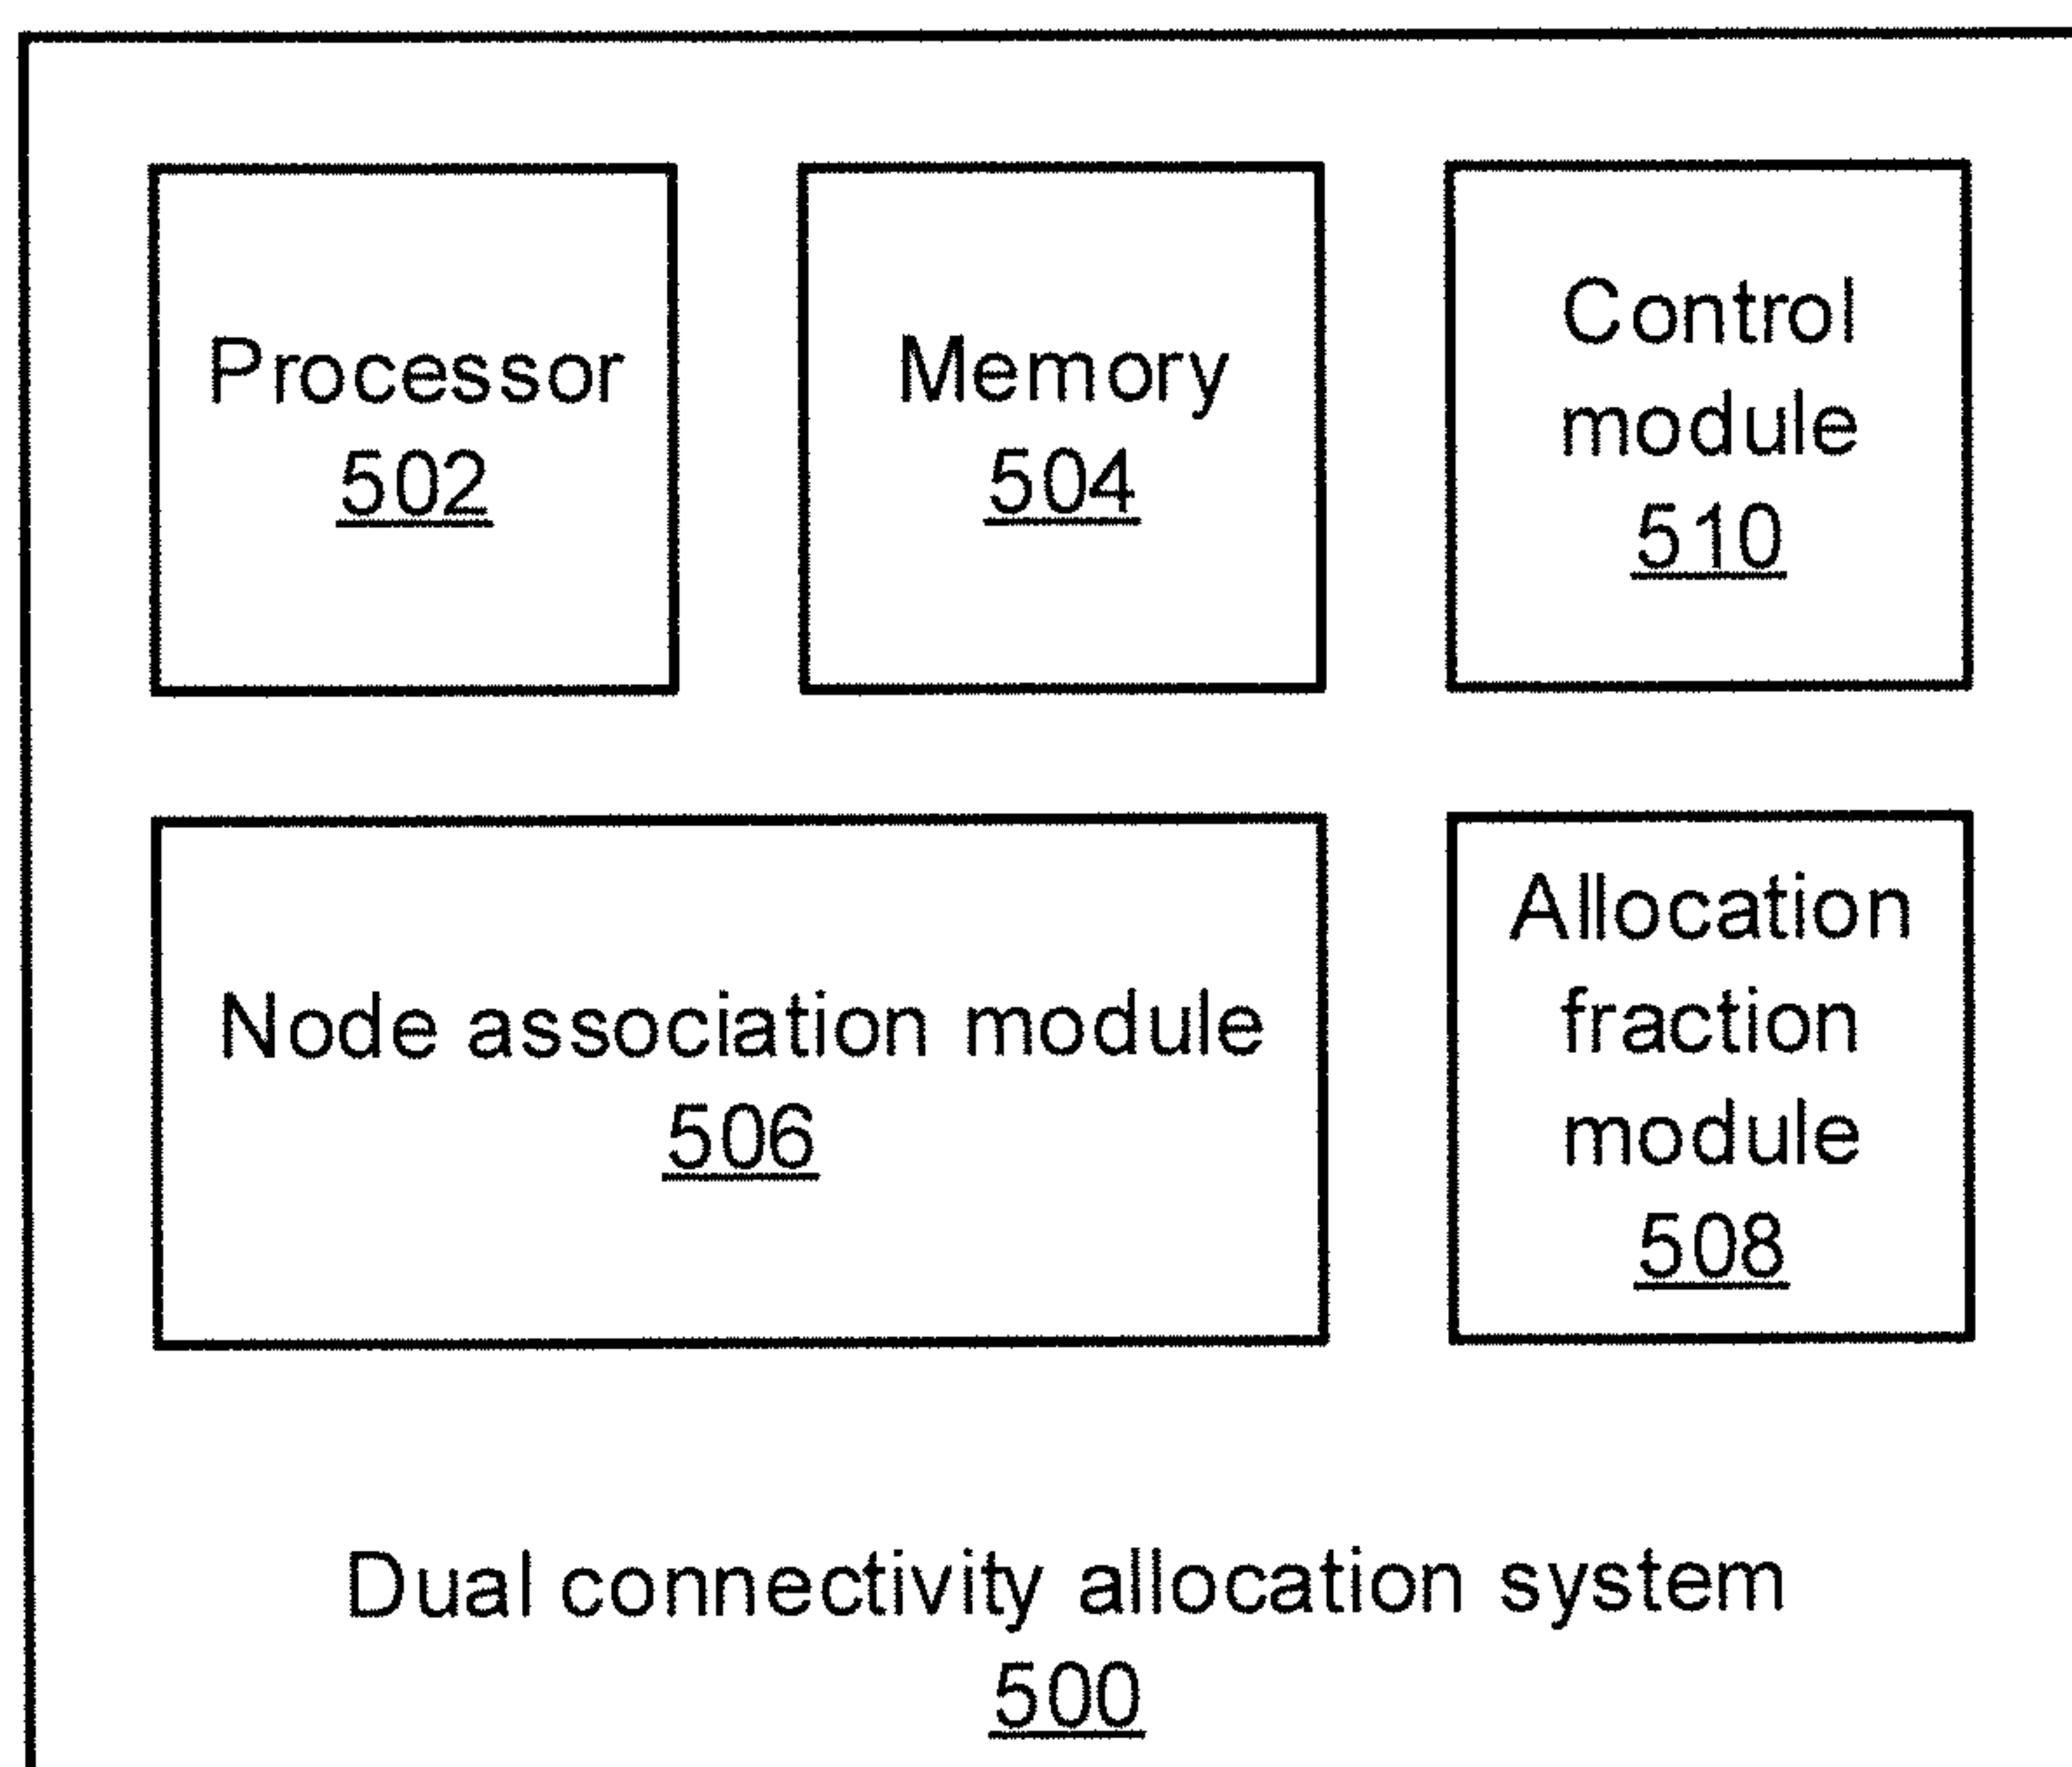 Processor
502
Memory
504
Control
module
510
Node association module
506
Allocation
fraction
module
508
Dual connectivity allocation system
500